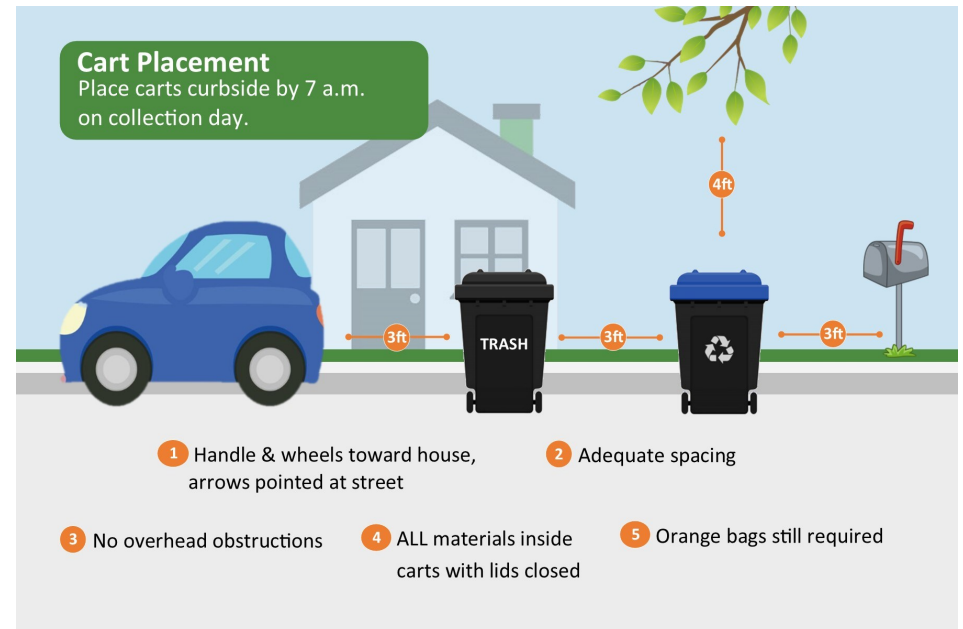 Cart Placement
Place carts curbside by 7 a.m.
on collection day.
4ft
3ft
TRASH
3ft
3ft
1 Handle & wheels toward house,
arrows pointed at street
2 Adequate spacing
3 No overhead obstructions
4 ALL materials inside
carts with lids closed
5 Orange bags still required